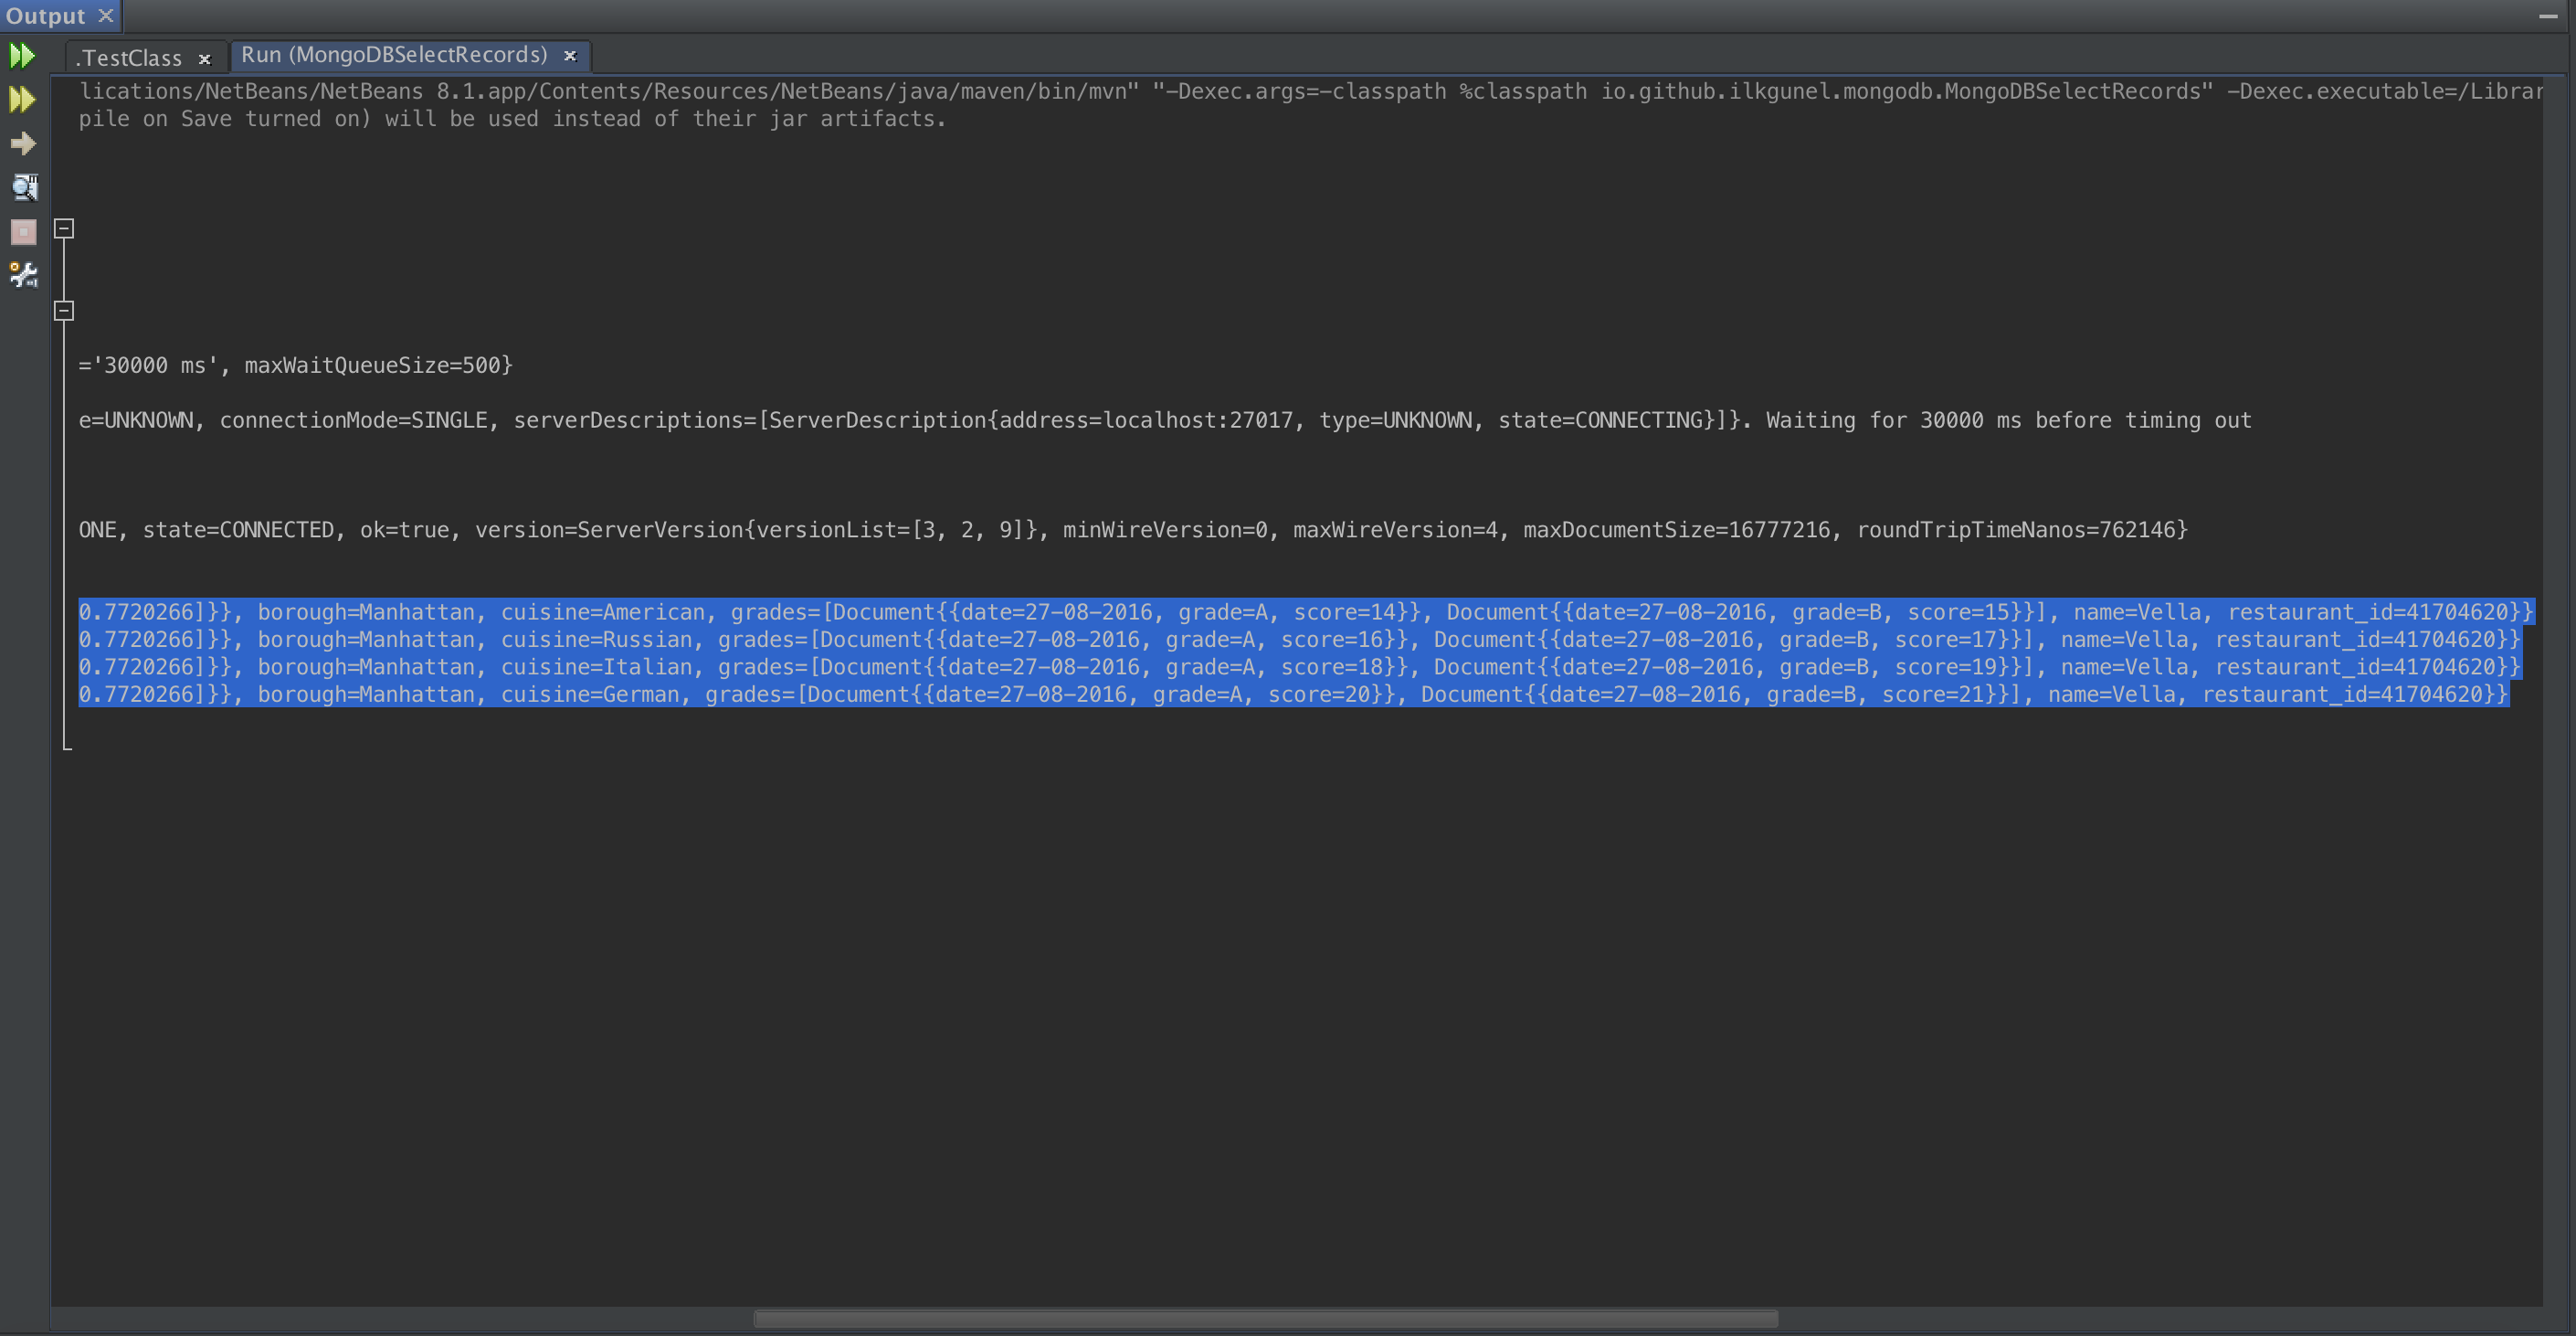 Output
.TestClass
Run (MongoDBSelectRecords)
lications/NetBeans/NetBeans 8.1.app/Contents/Resources/NetBeans/java/maven/bin/mvn" "-Dexec.args=-classpath %classpath io.github.ilkgunel.mongodb.MongoDBSelectRecords" -Dexec.executable=/Librar
pile on Save turned on) will be used instead of their jar artifacts.
='30000 ms', maxWaitQueueSize=500}
e=UNKNOWN, connectionMode=SINGLE, serverDescriptions=[ServerDescription{address=localhost:27017, type=UNKNOWN, state=CONNECTING}]}. Waiting for 30000 ms before timing out
ONE, state=CONNECTED, ok=true, version=ServerVersion{versionList=[3, 2, 9]}, minWireVersion=0, maxWireVersion=4, maxDocumentSize=16777216, roundTripTimeNanos=762146}
0.7720266]}}, borough=Manhattan, cuisine=American, grades=[Document{{date=27-08-2016, grade=A, score=14}}, Document{{date=27-08-2016, grade=B, score=15}}], name=Vella, restaurant_id=41704620}}
0.7720266]}}, borough=Manhattan, cuisine=Russian, grades=[Document{{date=27-08-2016, grade=A, score=16}}, Document{{date=27-08-2016, grade=B, score=17}}], name=Vella, restaurant_id=41704620}}
0.7720266]}}, borough=Manhattan, cuisine=Italian, grades=[Document{{date=27-08-2016, grade=A, score=18}}, Document{{date=27-08-2016, grade=B, score=19}}], name=Vella, restaurant_id=41704620}}
0.7720266]}}, borough=Manhattan, cuisine=German, grades=[Document{{date=27-08-2016, grade=A, score=20}}, Document{{date=27-08-2016, grade=B, score=21}}], name=Vella, restaurant_id=41704620}}